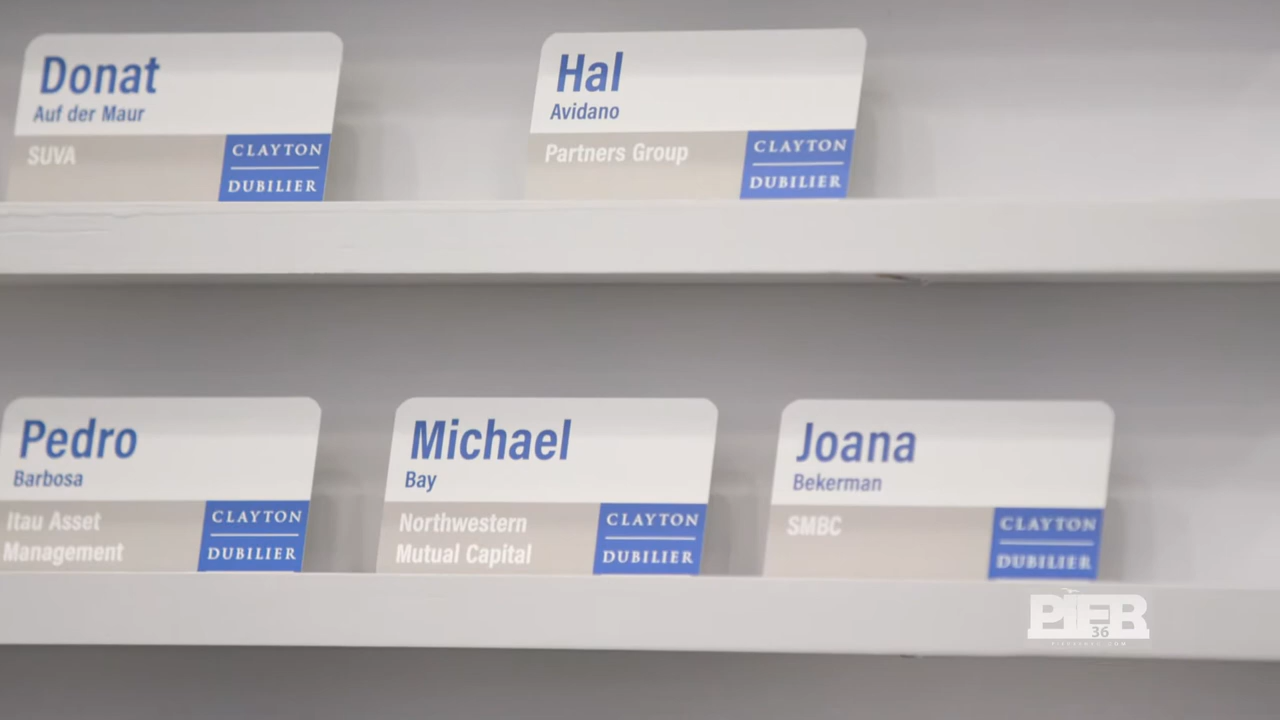 Donat
Auf der Maur
SUVA
CLAYTON
DUBILIER
Hal
Avidano
Partners Group
CLAYTON
DUBILIER
Pedro
Barbosa
Itau Asset
Management
CLAYTON
DUBILIER
Michael
Bay
Northwestern
Mutual Capital
CLAYTON
DUBILIER
Joana
Bekerman
SMBC
CLAYTON
DUBILIER
PIER
36